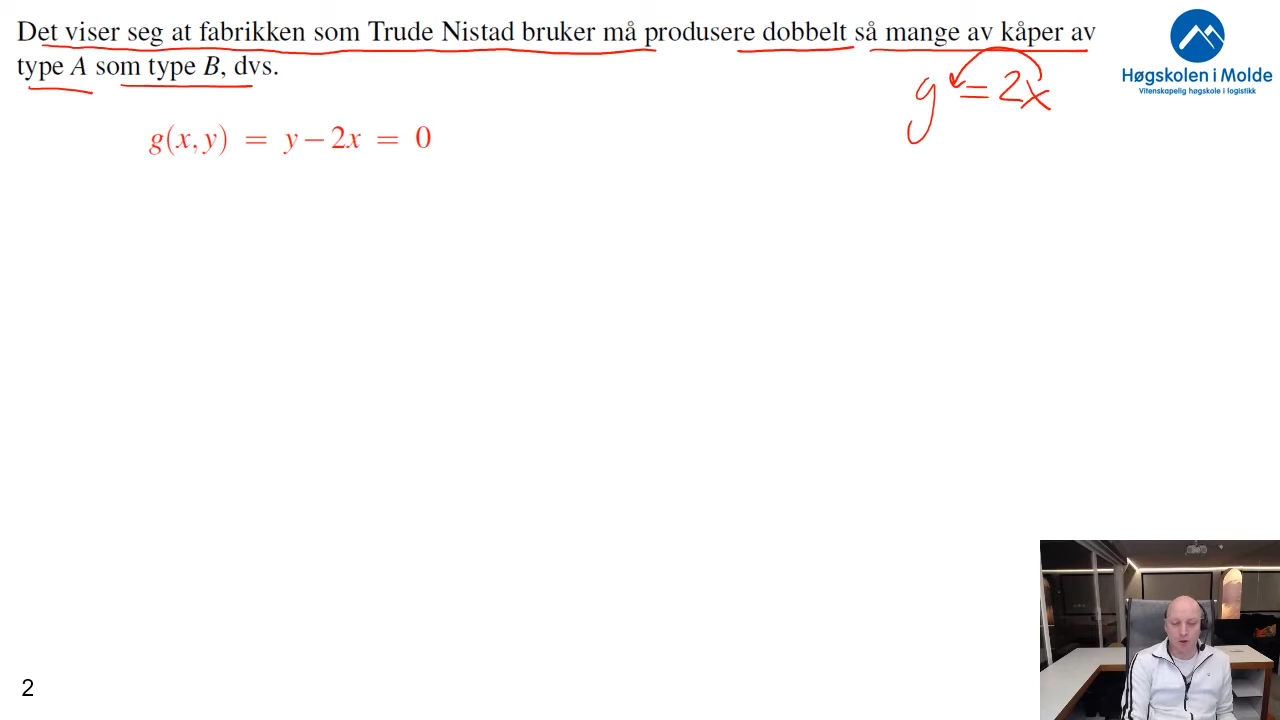 Det viser seg at fabrikken som Trude Nistad bruker må produsere dobbelt så mange av kåper av
type A som type B, dvs.
y = 2x
g(x,y) = y − 2x = 0
Høgskolen i Molde
Vitenskapelig høgskole i logistikk
2